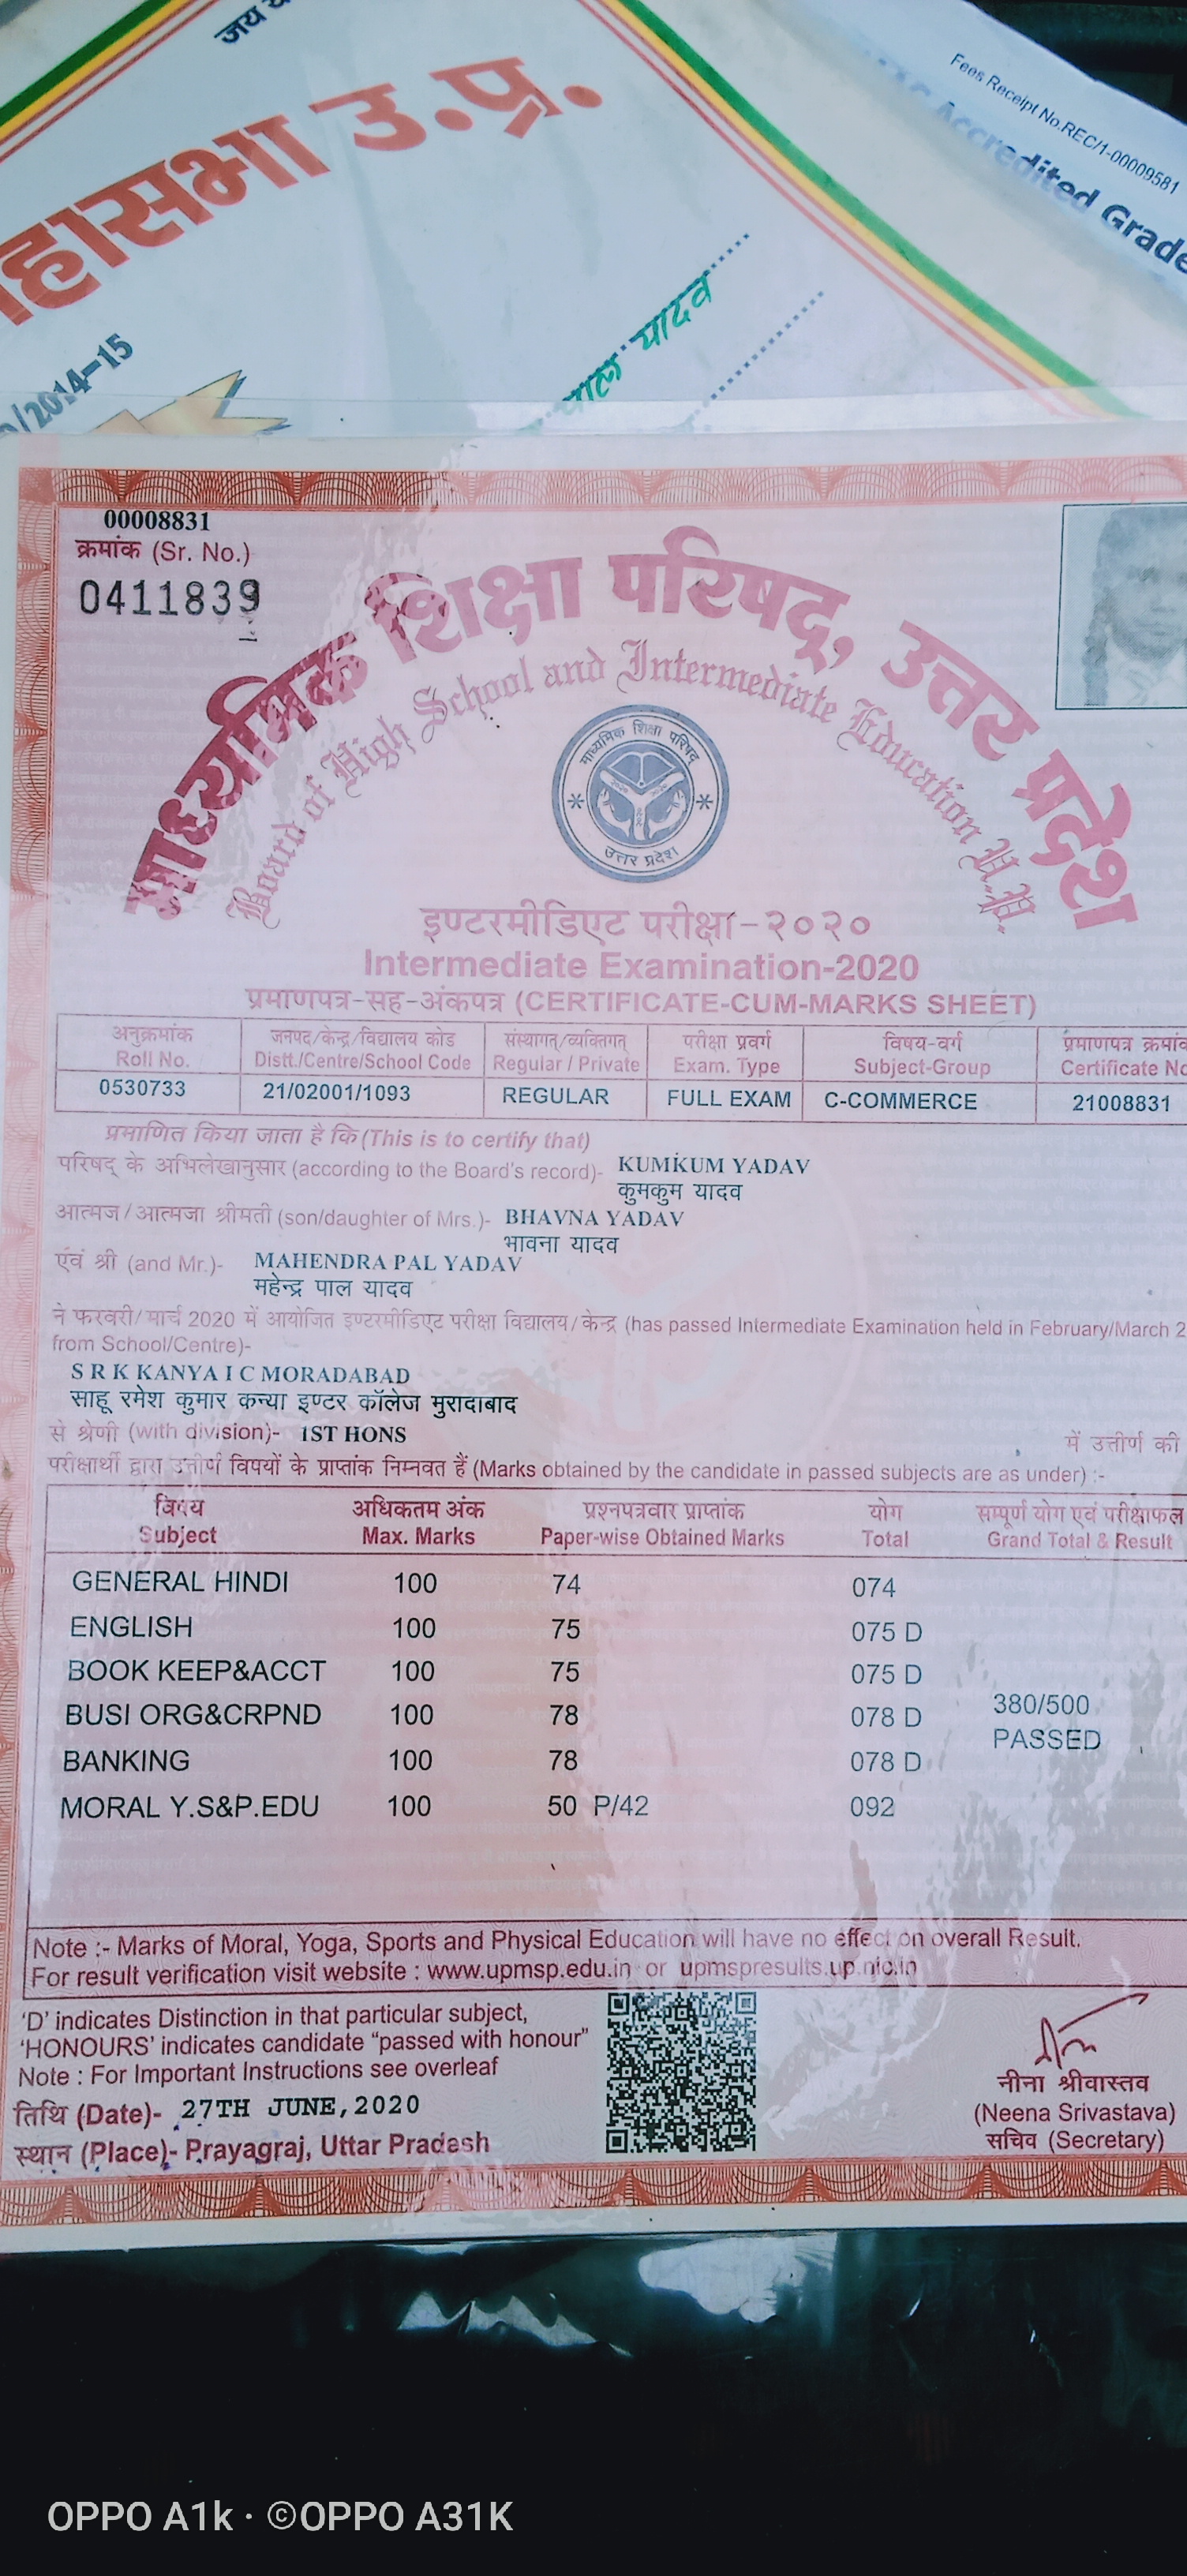 जय
हासभा उ.प्र.
Fees Receipt No.REC/1-00009581
Accredited Grade
/2014-15
पाल यादव
00008831
क्रमांक (Sr. No.)
0411839
माध्यमिक शिक्षा परिषद्, उत्तर प्रदेश
Board of High School and Intermediate Education U.P.
माध्यमिक शिक्षा परिषद्
उत्तर प्रदेश
इण्टरमीडिएट परीक्षा-२०२०
Intermediate Examination-2020
प्रमाणपत्र-सह-अंकपत्र (CERTIFICATE-CUM-MARKS SHEET)
अनुक्रमांक जनपद/केन्द्र/विद्यालय कोड संस्थागत्/व्यक्तिगत् परीक्षा प्रवर्ग विषय-वर्ग प्रमाणपत्र
Roll No. Distt./Centre/School Code Regular / Private Exam. Type Subject-Group Certificate
0530733 21/02001/1093 REGULAR FULL EXAM C-COMMERCE 21008831
प्रमाणित किया जाता है कि (This is to certify that)
परिषद् के अभिलेखानुसार (according to the Board's record)- KUMKUM YADAV
कुमकुम यादव
आत्मज/आत्मजा श्रीमती (son/daughter of Mrs.)- BHAVNA YADAV
भावना यादव
एवं श्री (and Mr.)- MAHENDRA PAL YADAV
महेन्द्र पाल यादव
ने फरवरी/मार्च 2020 में आयोजित इण्टरमीडिएट परीक्षा विद्यालय/केन्द्र (has passed Intermediate Examination held in February/March 2
from School/Centre)-
S R K KANYA I C MORADABAD
साहू रमेश कुमार कन्या इण्टर कॉलेज मुरादाबाद
से श्रेणी (with division)- 1ST HONS में उत्तीर्ण की
परीक्षार्थी द्वारा उत्तीर्ण विषयों के प्राप्तांक निम्नवत हैं (Marks obtained by the candidate in passed subjects are as under) :-
विषय अधिकतम अंक प्रश्नपत्रवार प्राप्तांक योग सम्पूर्ण योग एवं परीक्षाफल
Subject Max. Marks Paper-wise Obtained Marks Total Grand Total & Result
GENERAL HINDI 100 74 074
ENGLISH 100 75 075 D
BOOK KEEP&ACCT 100 75 075 D
BUSI ORG&CRPND 100 78 078 D 380/500
PASSED
BANKING 100 78 078 D
MORAL Y.S&P.EDU 100 50 P/42 092
Note :- Marks of Moral, Yoga, Sports and Physical Education will have no effect on overall Result.
For result verification visit website : www.upmsp.edu.in or upmspresults.up.nic.in
'D' indicates Distinction in that particular subject,
'HONOURS' indicates candidate "passed with honour"
Note : For Important Instructions see overleaf
तिथि (Date)- 27TH JUNE,2020
स्थान (Place)- Prayagraj, Uttar Pradesh
नीना श्रीवास्तव
(Neena Srivastava)
सचिव (Secretary)
OPPO A1k · ©OPPO A31K